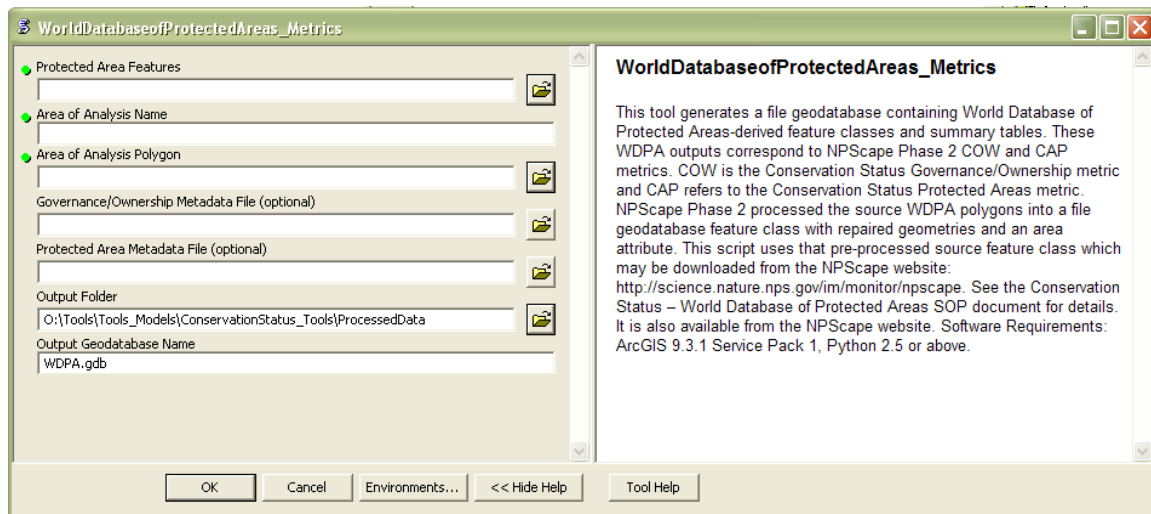 WorldDatabaseofProtectedAreas_Metrics
Protected Area Features
Area of Analysis Name
Area of Analysis Polygon
Governance/Ownership Metadata File (optional)
Protected Area Metadata File (optional)
Output Folder
O:\Tools\Tools_Models\ConservationStatus_Tools\ProcessedData
Output Geodatabase Name
WDPA.gdb
WorldDatabaseofProtectedAreas_Metrics
This tool generates a file geodatabase containing World Database of
Protected Areas-derived feature classes and summary tables. These
WDPA outputs correspond to NPScape Phase 2 COW and CAP
metrics. COW is the Conservation Status Governance/Ownership metric
and CAP refers to the Conservation Status Protected Areas metric.
NPScape Phase 2 processed the source WDPA polygons into a file
geodatabase feature class with repaired geometries and an area
attribute. This script uses that pre-processed source feature class which
may be downloaded from the NPScape website:
http://science.nature.nps.gov/im/monitor/npscape. See the Conservation
Status – World Database of Protected Areas SOP document for details.
It is also available from the NPScape website. Software Requirements:
ArcGIS 9.3.1 Service Pack 1, Python 2.5 or above.
OK
Cancel
Environments...
<< Hide Help
Tool Help